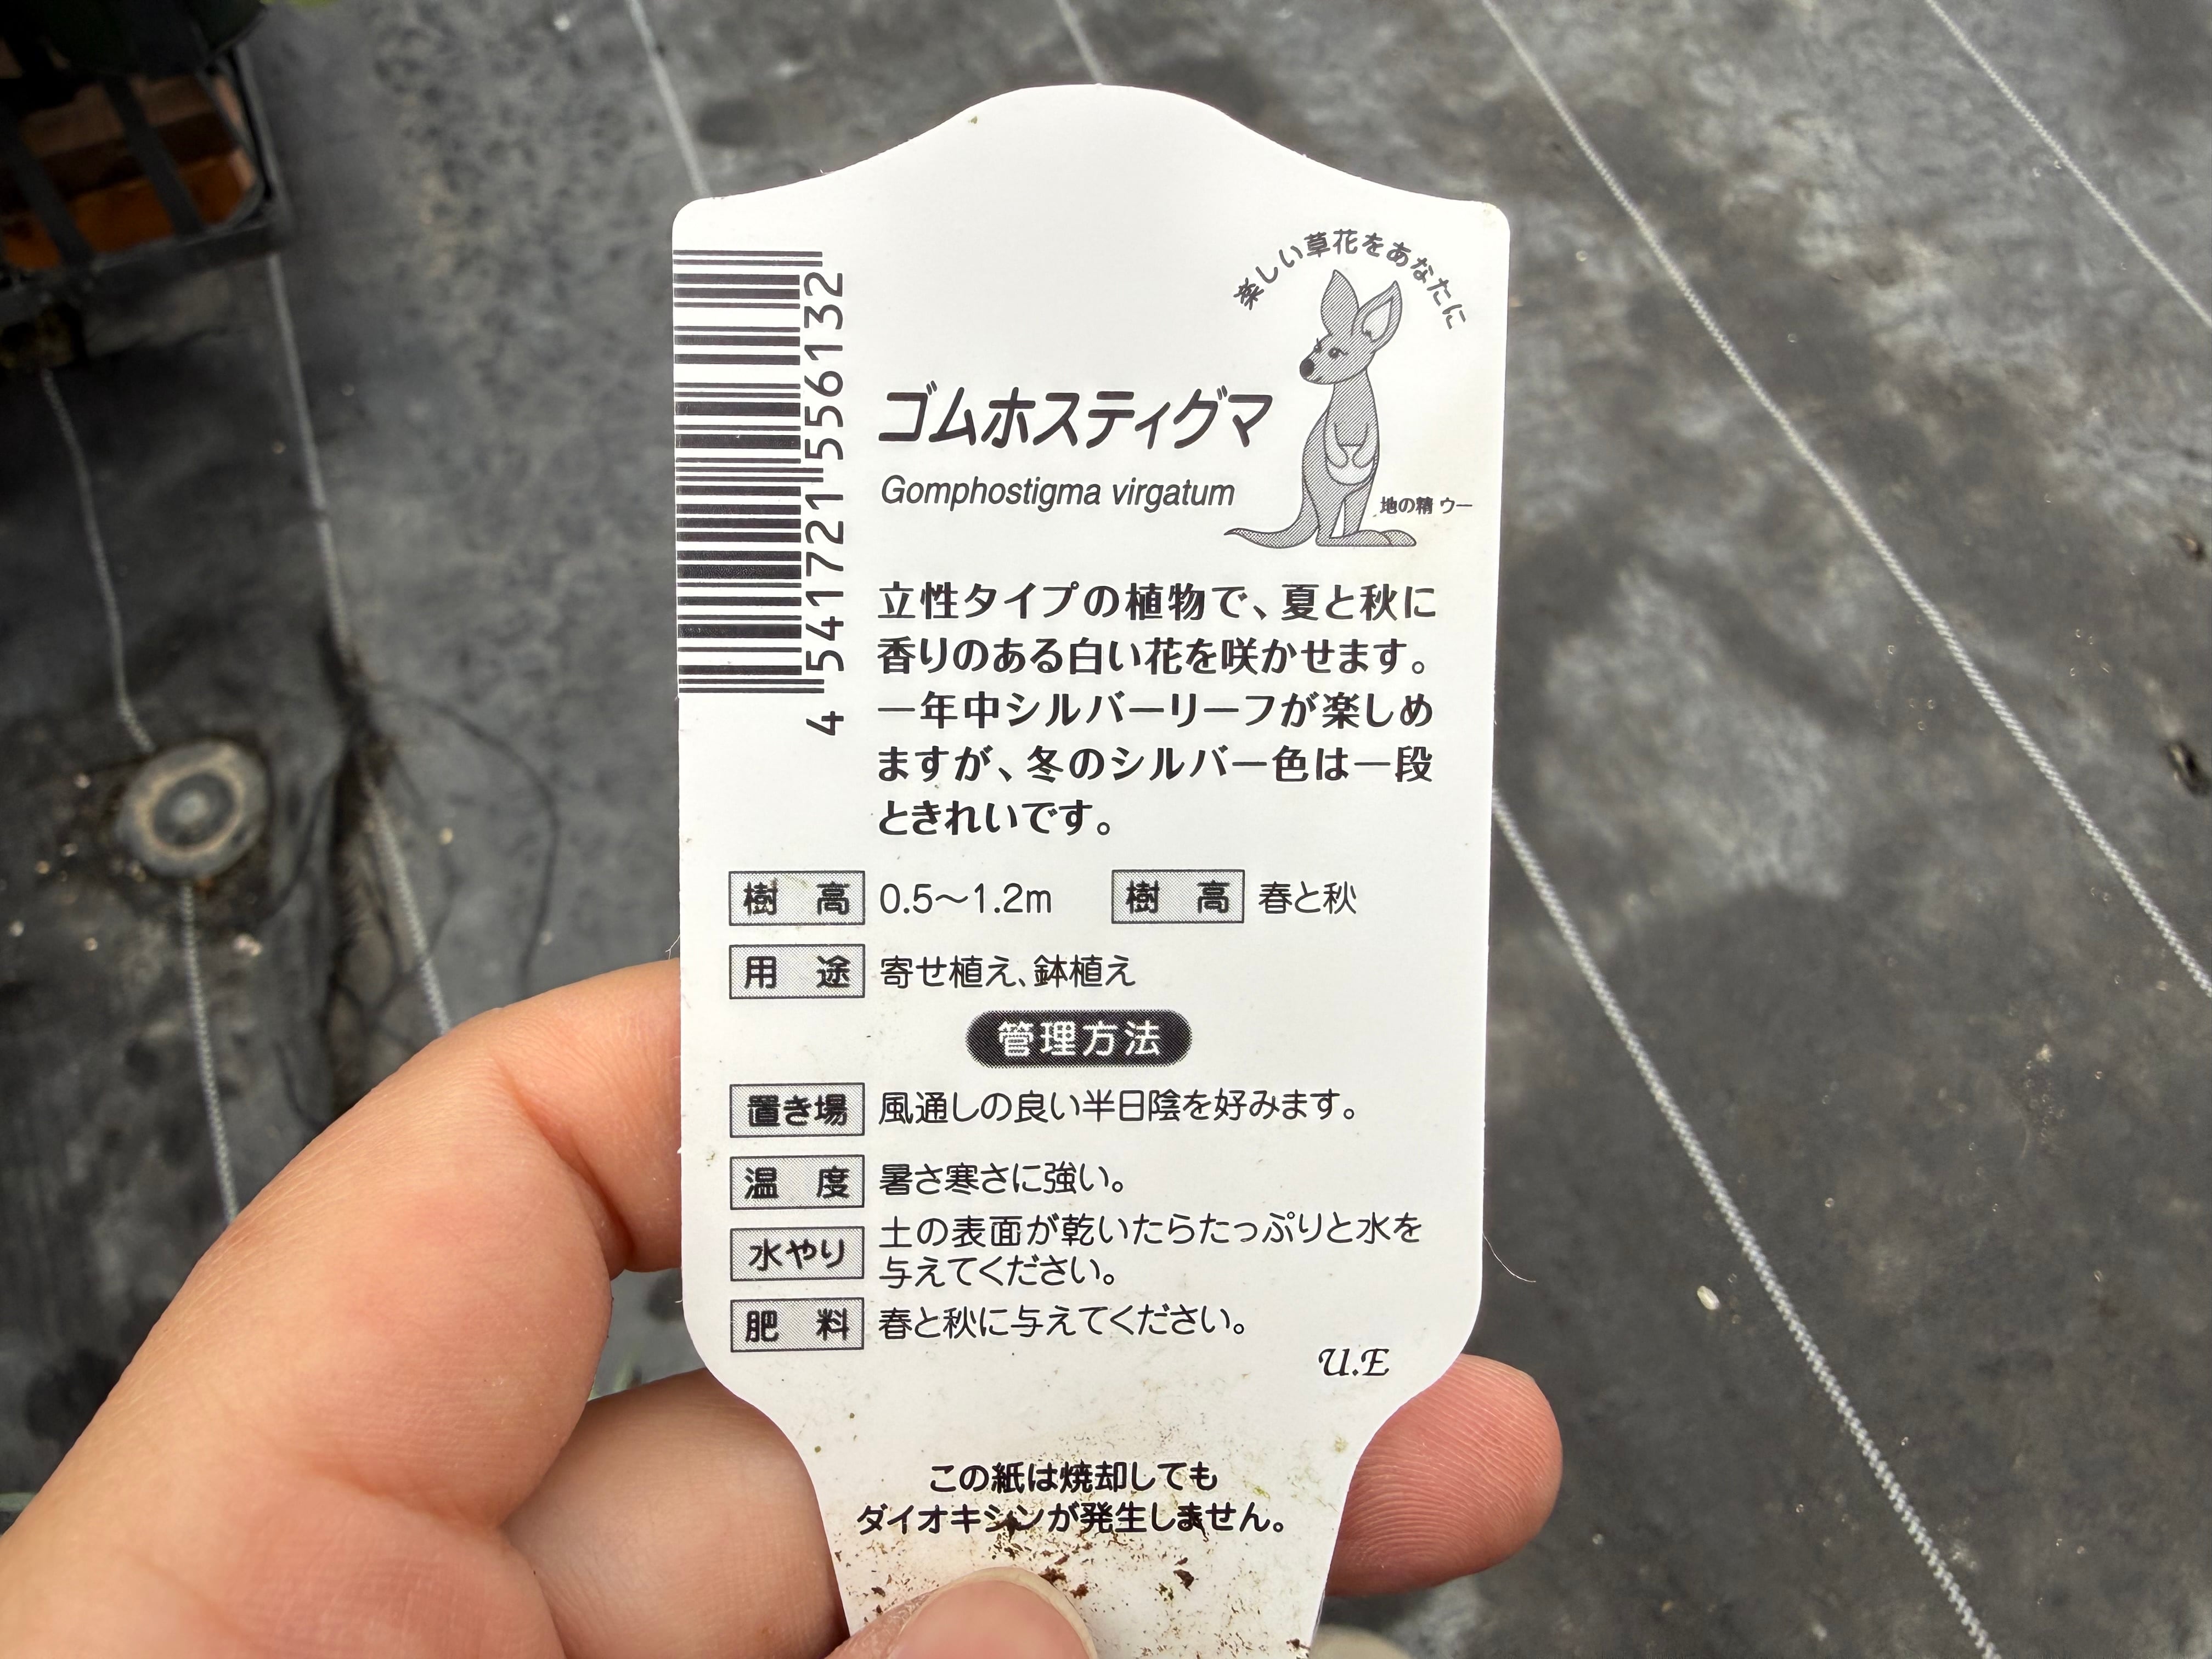 楽しい草花をあなたに
ゴムホスティグマ
Gomphostigma virgatum
地の精 ウー
4 541721 556132
立性タイプの植物で、夏と秋に
香りのある白い花を咲かせます。
一年中シルバーリーフが楽しめ
ますが、冬のシルバー色は一段
ときれいです。
樹 高 0.5〜1.2m 樹 高 春と秋
用 途 寄せ植え、鉢植え
管理方法
置き場 風通しの良い半日陰を好みます。
温 度 暑さ寒さに強い。
水やり 土の表面が乾いたらたっぷりと水を
与えてください。
肥 料 春と秋に与えてください。
U.E
この紙は焼却しても
ダイオキシンが発生しません。